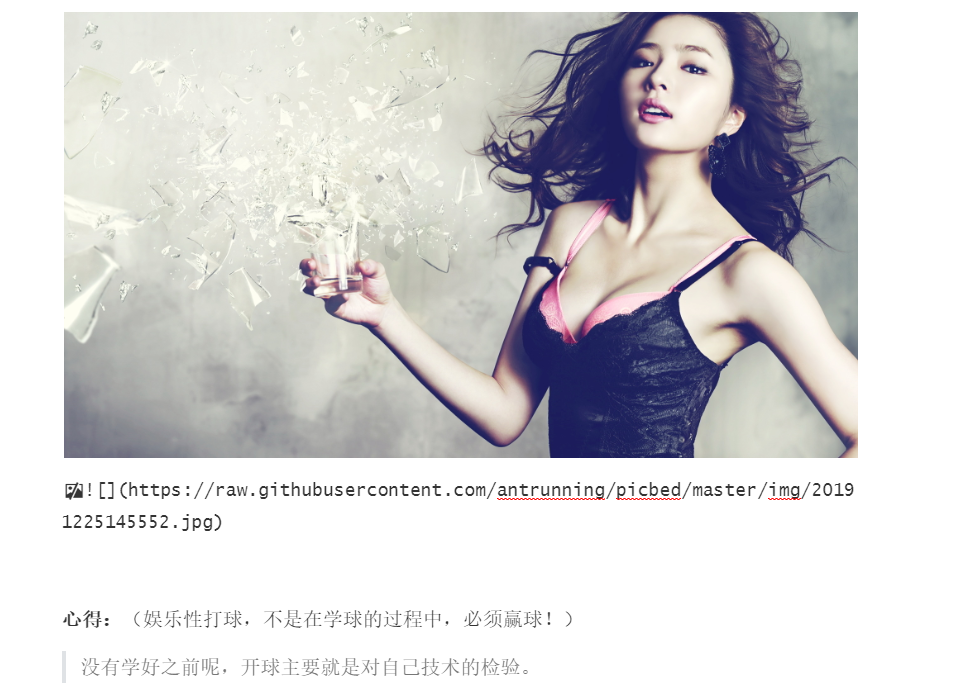 ![](https://raw.githubusercontent.com/antrunning/picbed/master/img/2019
1225145552.jpg)
心得：（娱乐性打球，不是在学球的过程中，必须赢球！）
没有学好之前呢，开球主要就是对自己技术的检验。